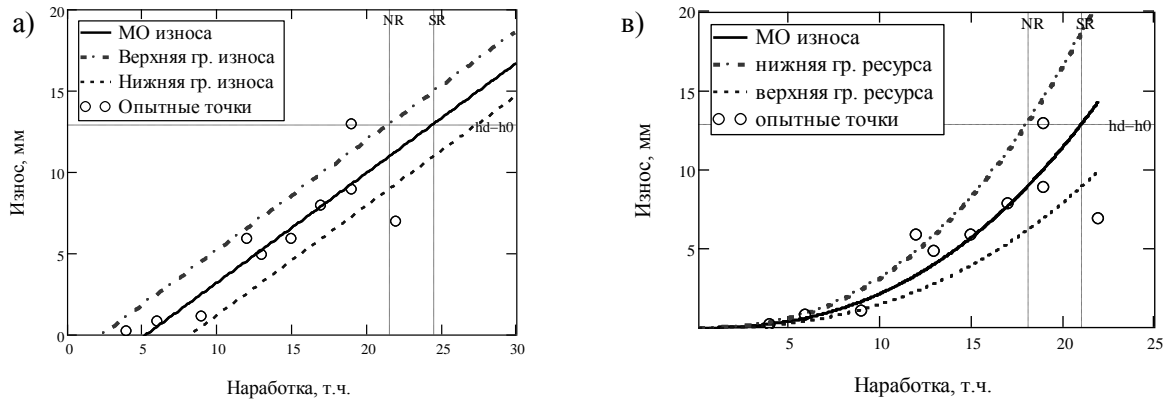 а)
20
15
10
5
0
Износ, мм
NR
SR
МО износа
Верхняя гр. износа
Нижняя гр. износа
Опытные точки
hd−h0
0 5 10 15 20 25 30
Наработка, т.ч.
в)
20
15
10
5
Износ, мм
NR
SR
МО износа
нижняя гр. ресурса
верхняя гр. ресурса
опытные точки
hd−h0
5 10 15 20 25
Наработка, т.ч.